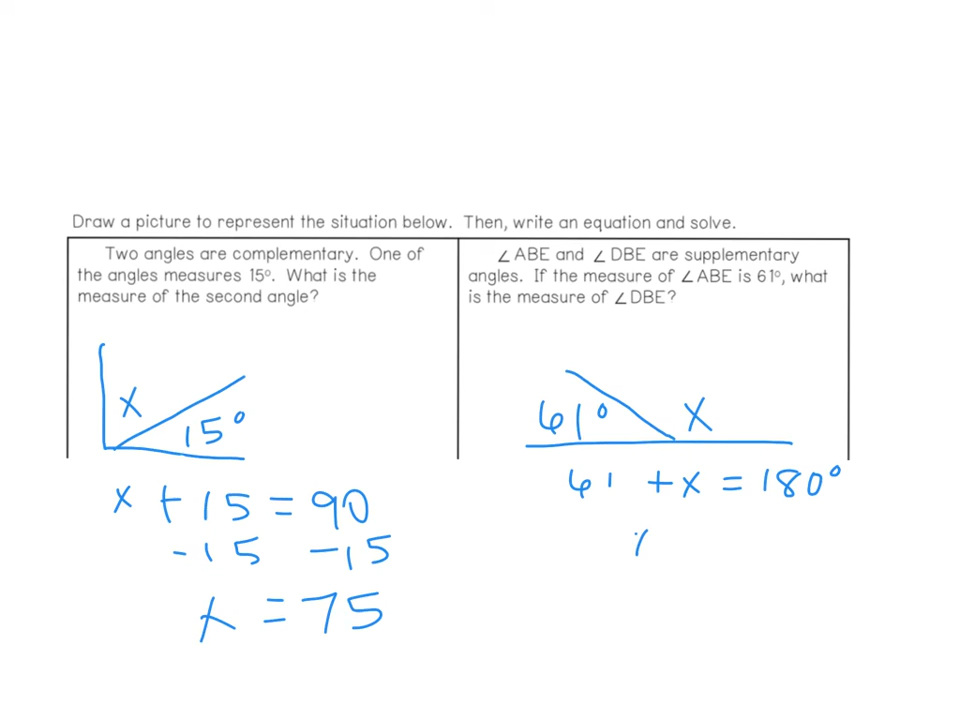 Draw a picture to represent the situation below. Then, write an equation and solve.
Two angles are complementary. One of
the angles measures 15°. What is the
measure of the second angle?
x
15°
x + 15 = 90
-15 -15
x = 75
∠ABE and ∠DBE are supplementary
angles. If the measure of ∠ABE is 61°, what
is the measure of ∠DBE?
61° x
61 + x = 180°